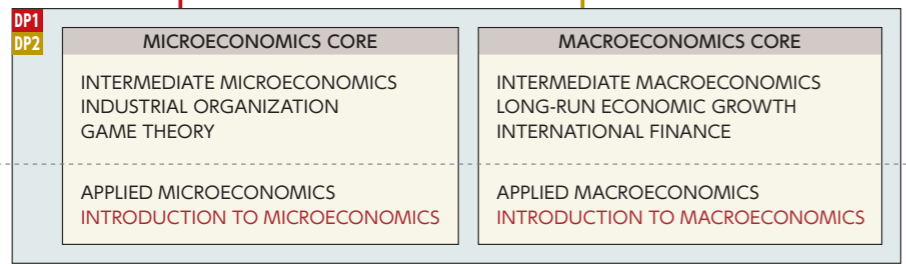 DP1
DP2
MICROECONOMICS CORE
INTERMEDIATE MICROECONOMICS
INDUSTRIAL ORGANIZATION
GAME THEORY
APPLIED MICROECONOMICS
INTRODUCTION TO MICROECONOMICS
MACROECONOMICS CORE
INTERMEDIATE MACROECONOMICS
LONG-RUN ECONOMIC GROWTH
INTERNATIONAL FINANCE
APPLIED MACROECONOMICS
INTRODUCTION TO MACROECONOMICS